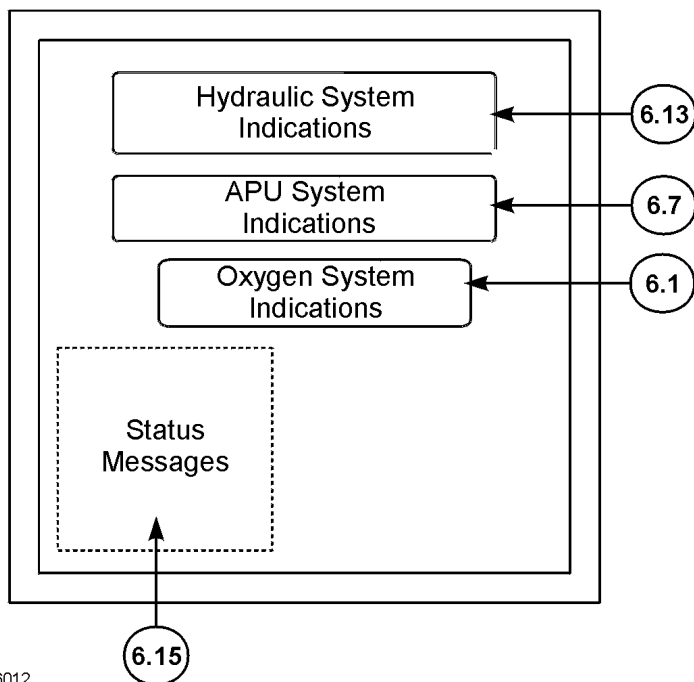 Hydraulic System
Indications
6.13
APU System
Indications
6.7
Oxygen System
Indications
6.1
Status
Messages
6.15